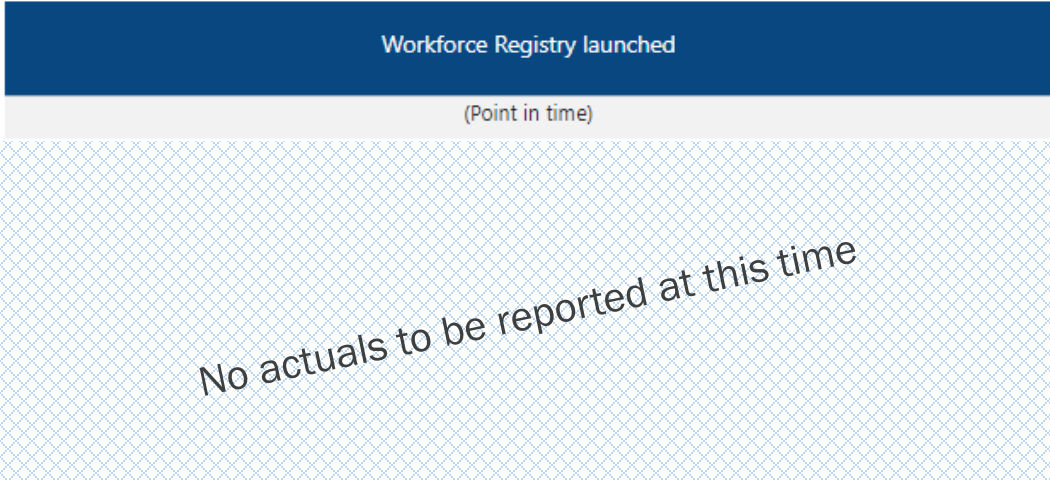 Workforce Registry launched
(Point in time)
No actuals to be reported at this time